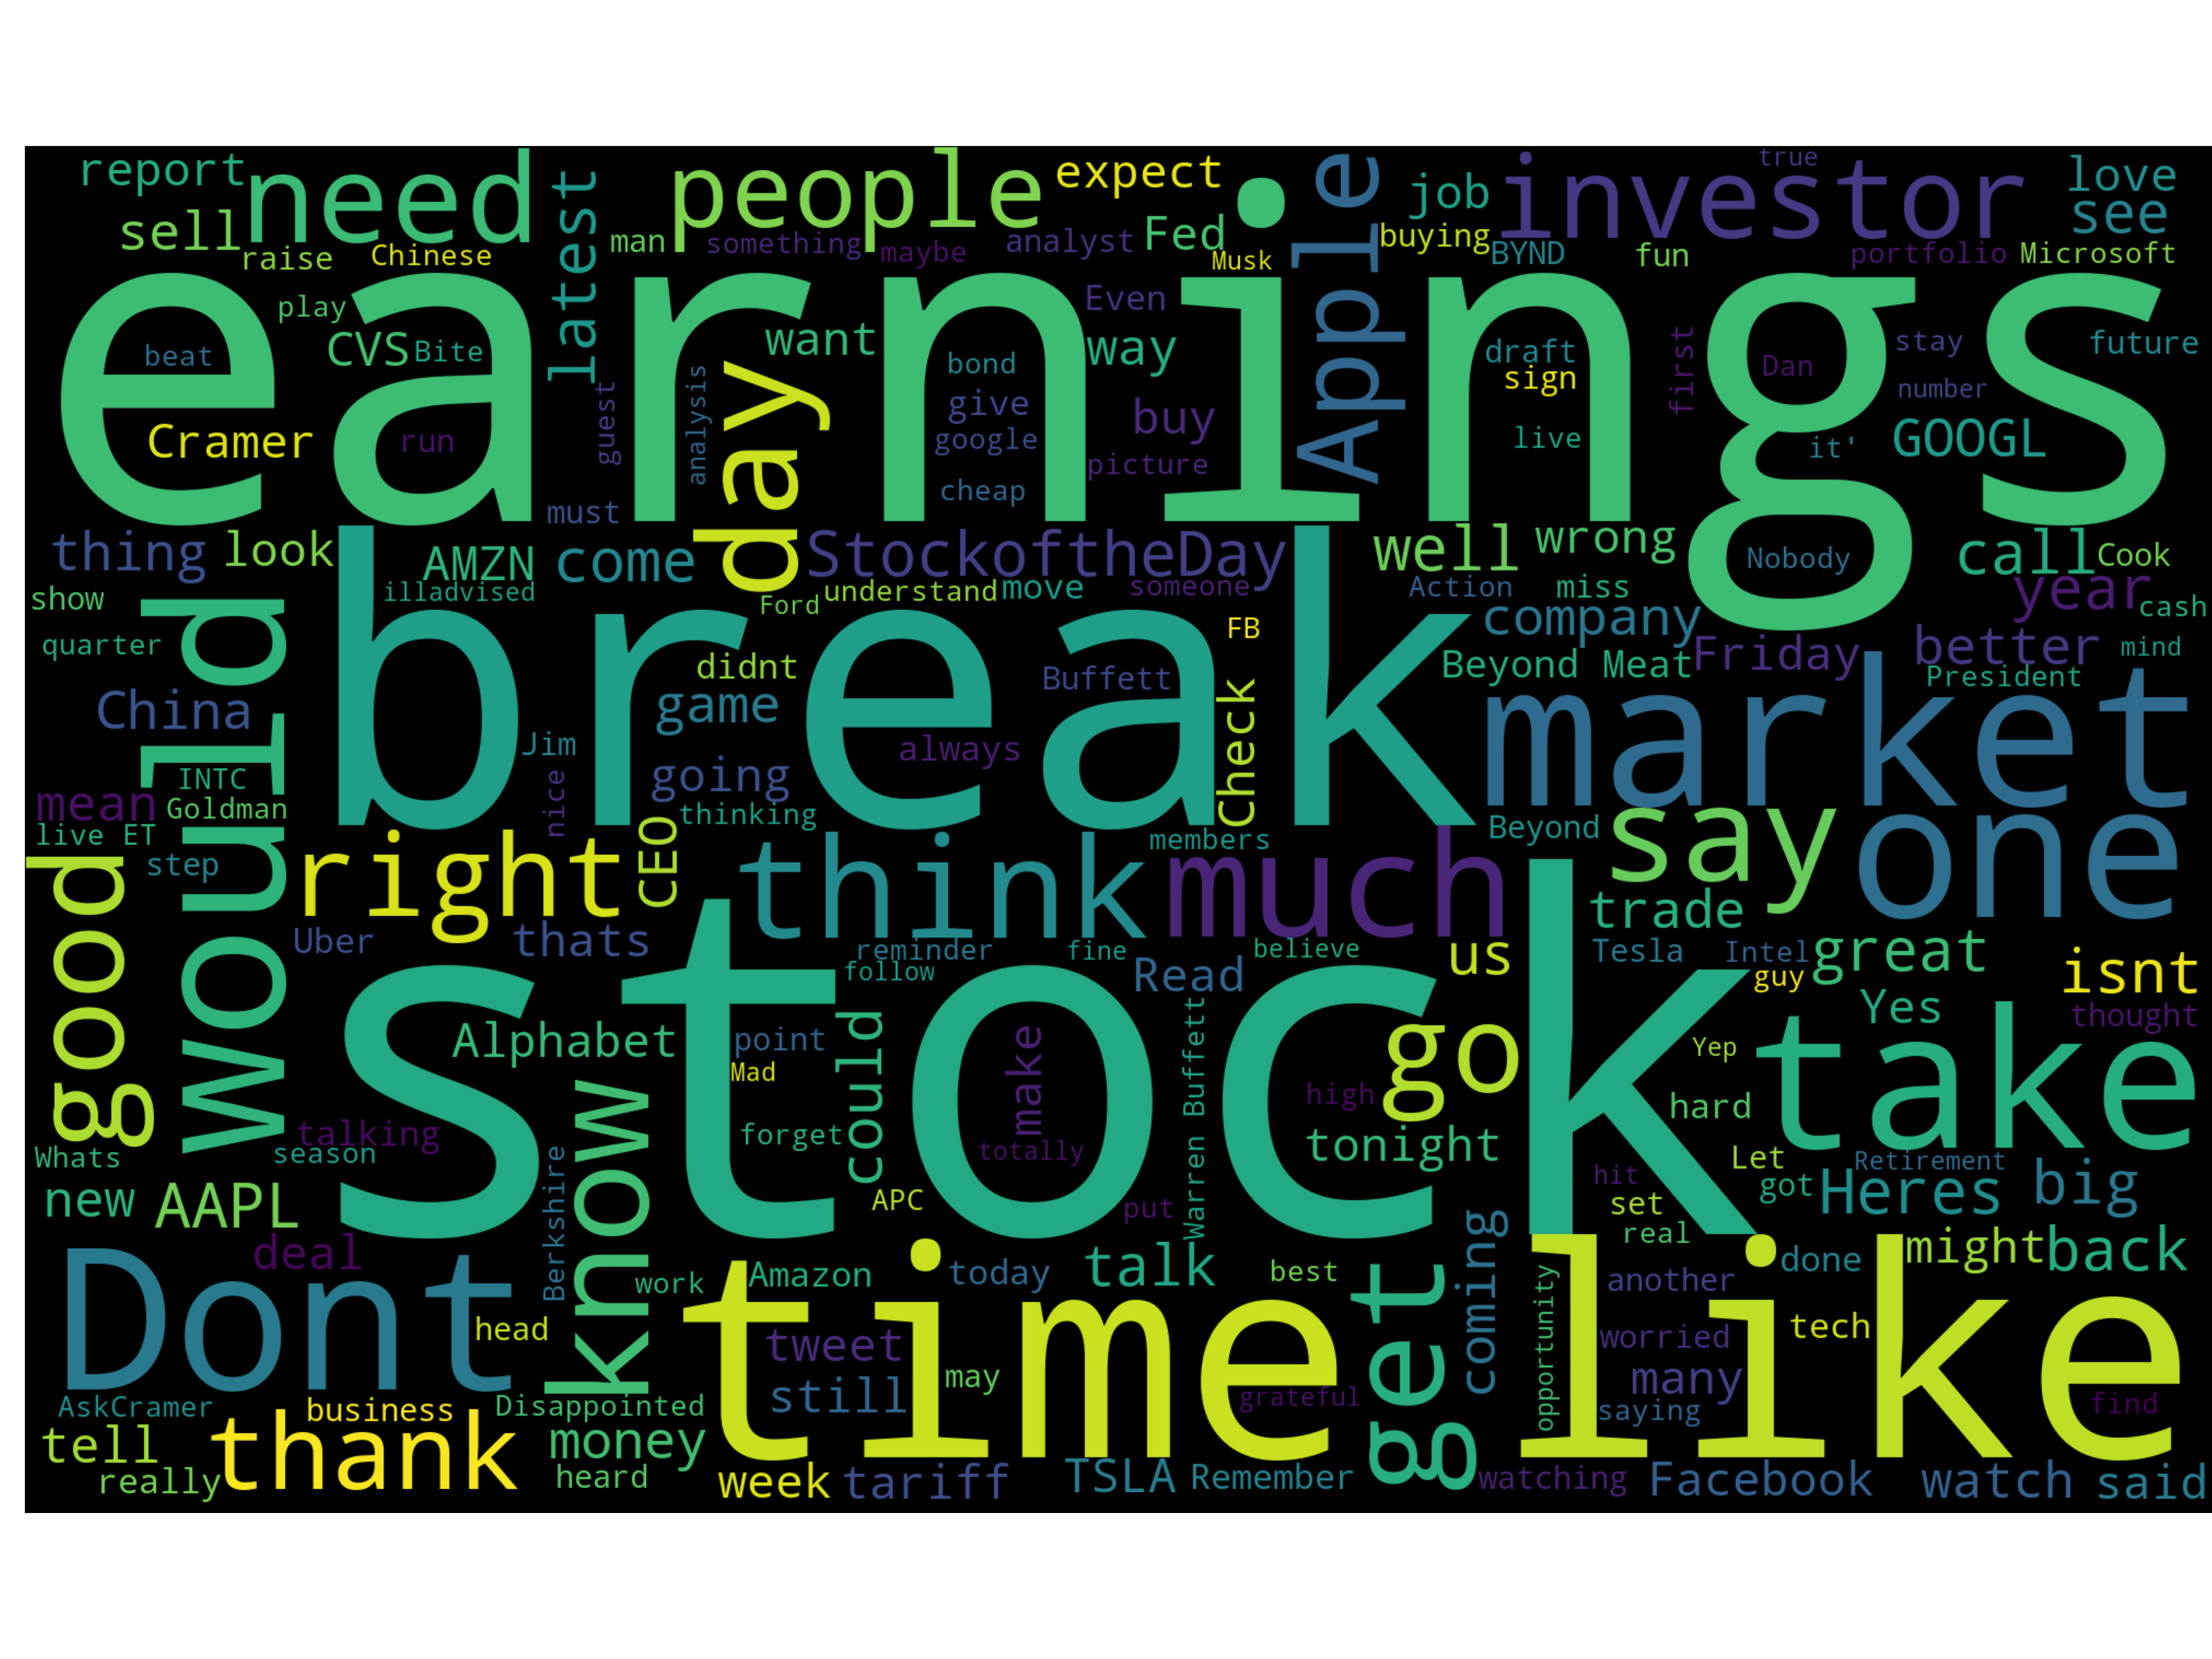 report
need
latest
people
expect
Apple
job
investor
true
love
see
sell
raise
Chinese
man
something
maybe
analyst
Fed
Musk
buying
BYND
fun
portfolio
Microsoft
earnings
play
Even
want
way
CVS
Bite
beat
day
bond
draft
sign
first
Dan
stay
future
give
number
guest
analysis
buy
Cramer
run
google
picture
live
it'
GOOGL
cheap
must
thing
look
AMZN
come
StockoftheDay
well
wrong
Nobody
call
Cook
illadvised
understand
move
someone
Action
miss
year
show
would
break
Ford
FB
company
cash
quarter
didnt
Buffett
Check
Beyond Meat
Friday
better
mind
President
China
game
market
Jim
always
INTC
going
mean
Goldman
nice
thinking
live ET
step
good
right
CEO
think
members
much
Beyond
say
one
trade
Uber
thats
reminder
fine
believe
us
Tesla
Intel
great
isnt
follow
Read
guy
stock
Alphabet
point
could
make
Warren Buffett
go
Yes
thought
Mad
Yep
take
high
hard
talking
forget
totally
tonight
Whats
season
know
Let
Retirement
new
AAPL
Berkshire
APC
put
hit
set
got
Heres
big
real
deal
Dont
work
Amazon
today
talk
best
get
coming
opportunity
like
another
done
might
back
head
time
tweet
worried
tech
still
may
grateful
many
find
AskCramer
business
Disappointed
saying
tell
thank
money
really
heard
week
tariff
TSLA
Remember
watching
Facebook
watch
said